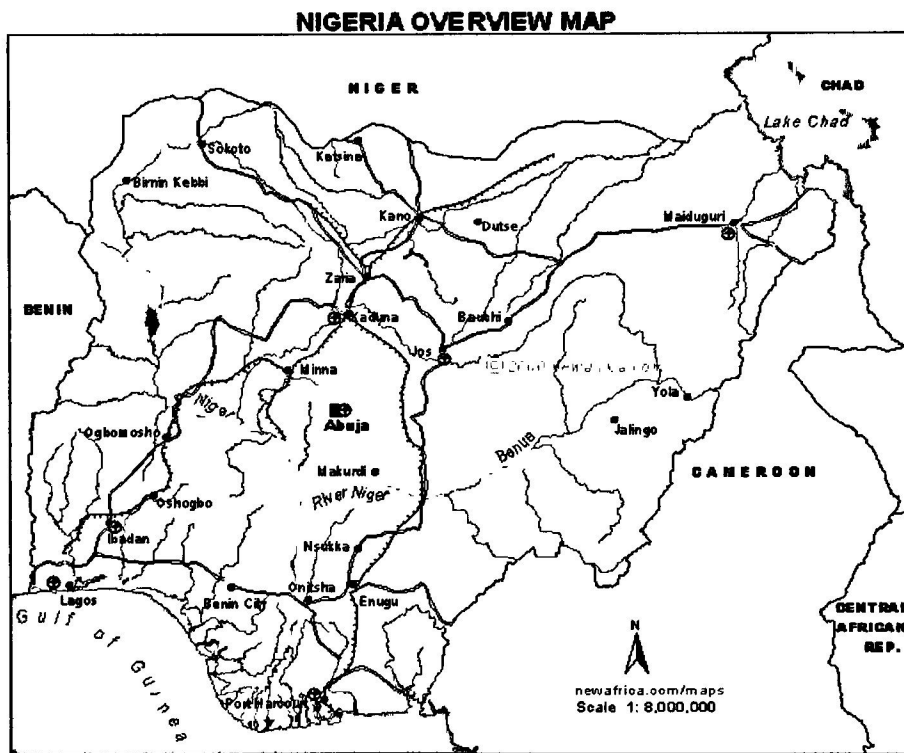 NIGERIA OVERVIEW MAP
NIGER
CHAD
Lake Chad
Sokoto
Katsina
Birnin Kebbi
Kano
Dutse
Maiduguri
Zaria
BENIN
Kaduna
Bauchi
Jos
Minna
Yola
Niger
Abuja
Jalingo
Ogbomosho
Benue
Makurdi
CAMEROON
River Niger
Oshogbo
Ibadan
Nsukka
Lagos
Benin City
Onitsha
Enugu
CENTRAL
AFRICAN
REP.
Gulf of Guinea
N
Port Harcourt
newafrica.com/maps
Scale 1: 8,000,000